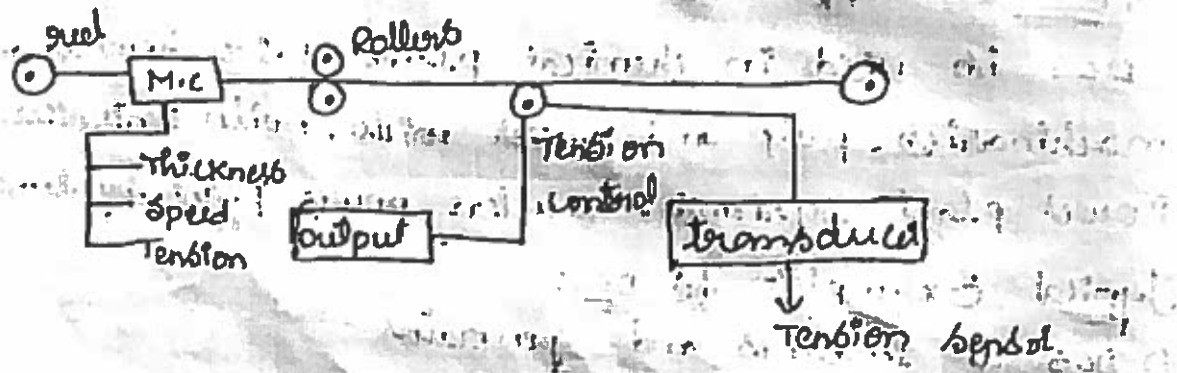 reel
Rollers
M.C
Thickness
Speed
Tension
output
Tension
control
transducer
Tension sensor